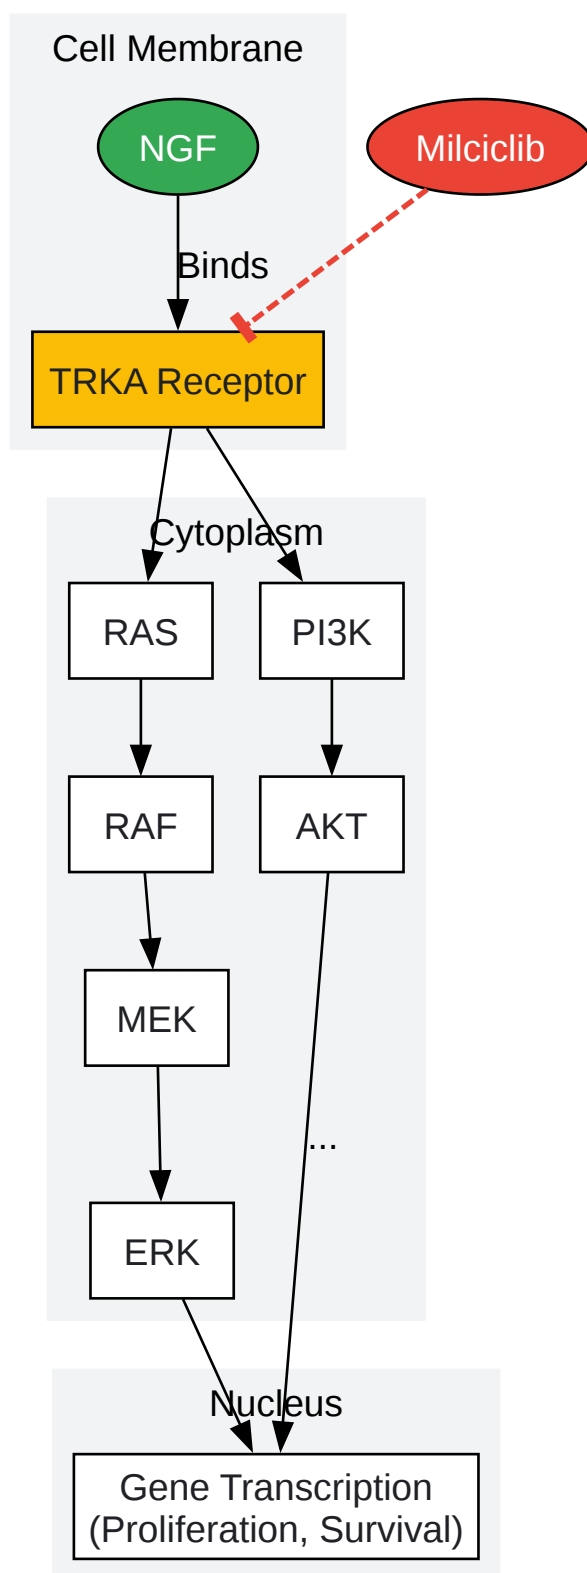 Cell Membrane
NGF
Milciclib
Binds
TRKA Receptor
Cytoplasm
RAS
PI3K
RAF
AKT
MEK
...
ERK
Nucleus
Gene Transcription
(Proliferation, Survival)